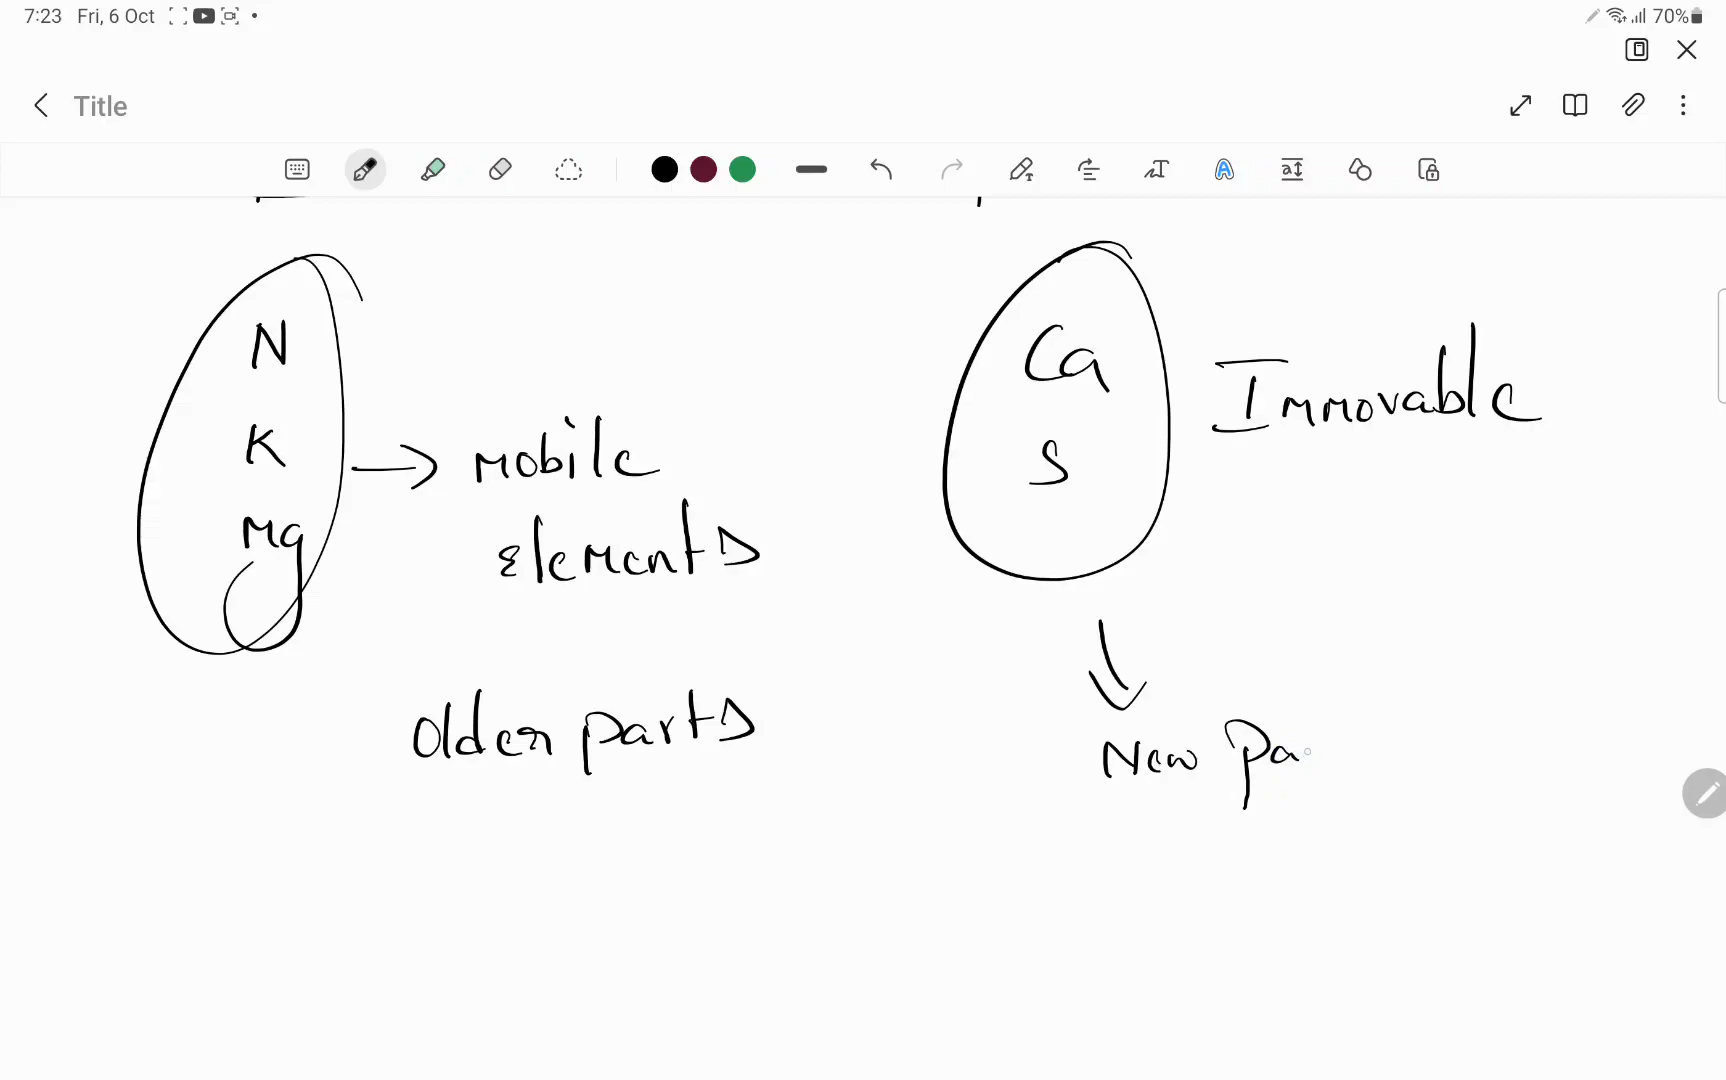 7:23 Fri, 6 Oct
70%
Title
N
K
Mg
→ mobile
elements
older parts
Ca
S
Immovable
New Pa